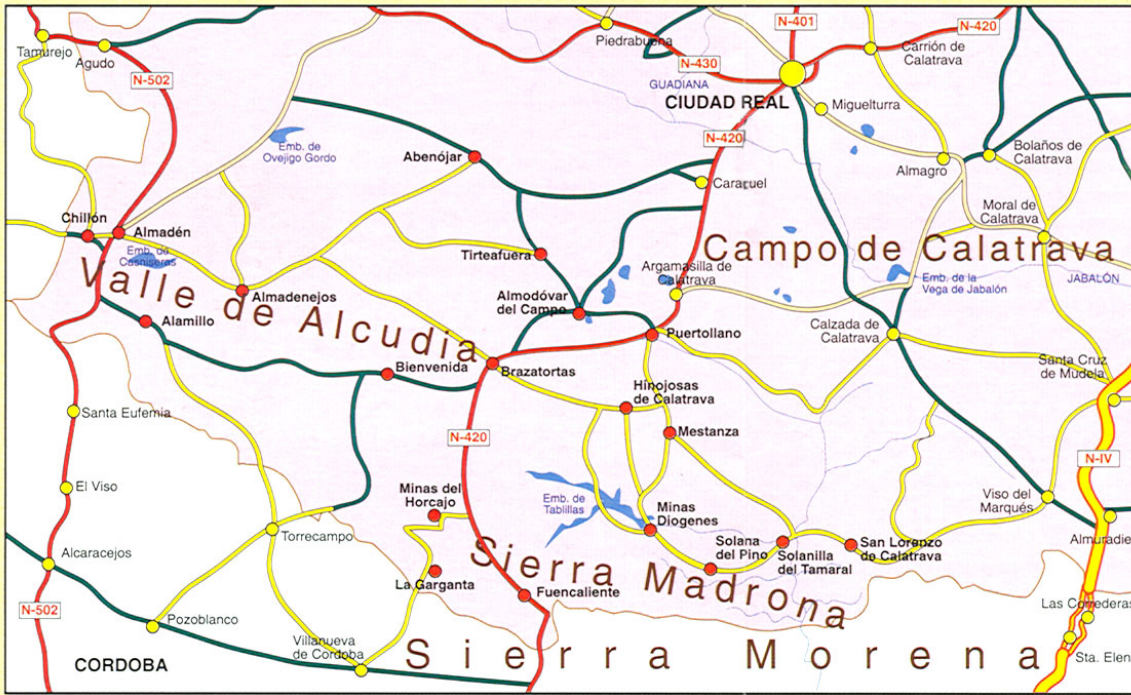 N-401
N-420
Tamurejo
Agudo
Piedrabuena
Carrión de
Calatrava
N-502
N-430
GUADIANA
CIUDAD REAL
Miguelturra
N-420
Emb. de
Ovejigo Gordo
Abenójar
Almagro
Bolaños de
Calatrava
Caracuel
Moral de
Calatrava
Chillón
Almadén
Emb. de
Casniseras
Tirteafuera
Campo de Calatrava
Argamasilla de
Calatrava
Emb. de la
Vega de Jabalón
JABALÓN
Valle de Alcudia
Almadenejos
Almodóvar
del Campo
Alamillo
Puertollano
Calzada de
Calatrava
Bienvenida
Brazatortas
Santa Cruz
de Mudela
Hinojosas
de Calatrava
Santa Eufemia
Mestanza
N-420
N-IV
El Viso
Minas del
Horcajo
Emb. de
Tablillas
Minas
Diogenes
Viso del
Marqués
Torrecampo
Almuradie
Solana
del Pino
Solanilla
del Tamaral
San Lorenzo
de Calatrava
Alcaracejos
Sierra Madrona
La Garganta
Fuencaliente
N-502
Las Correderas
Pozoblanco
Villanueva
de Cordoba
Sierra Morena
Sta. Elen
CORDOBA